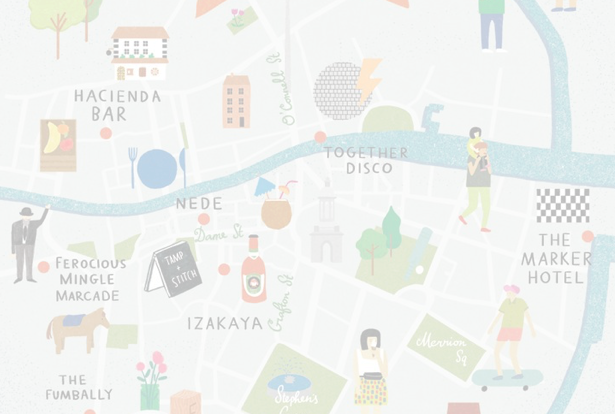 O'Connell St
HACIENDA
BAR
TOGETHER
DISCO
NEDE
Dame St
THE
MARKER
HOTEL
FEROCIOUS
MINGLE
MARCADE
TAMP
+
STITCH
IZAKAYA
Grafton St
Merrion
Sq
THE
FUMBALLY
Stephen's